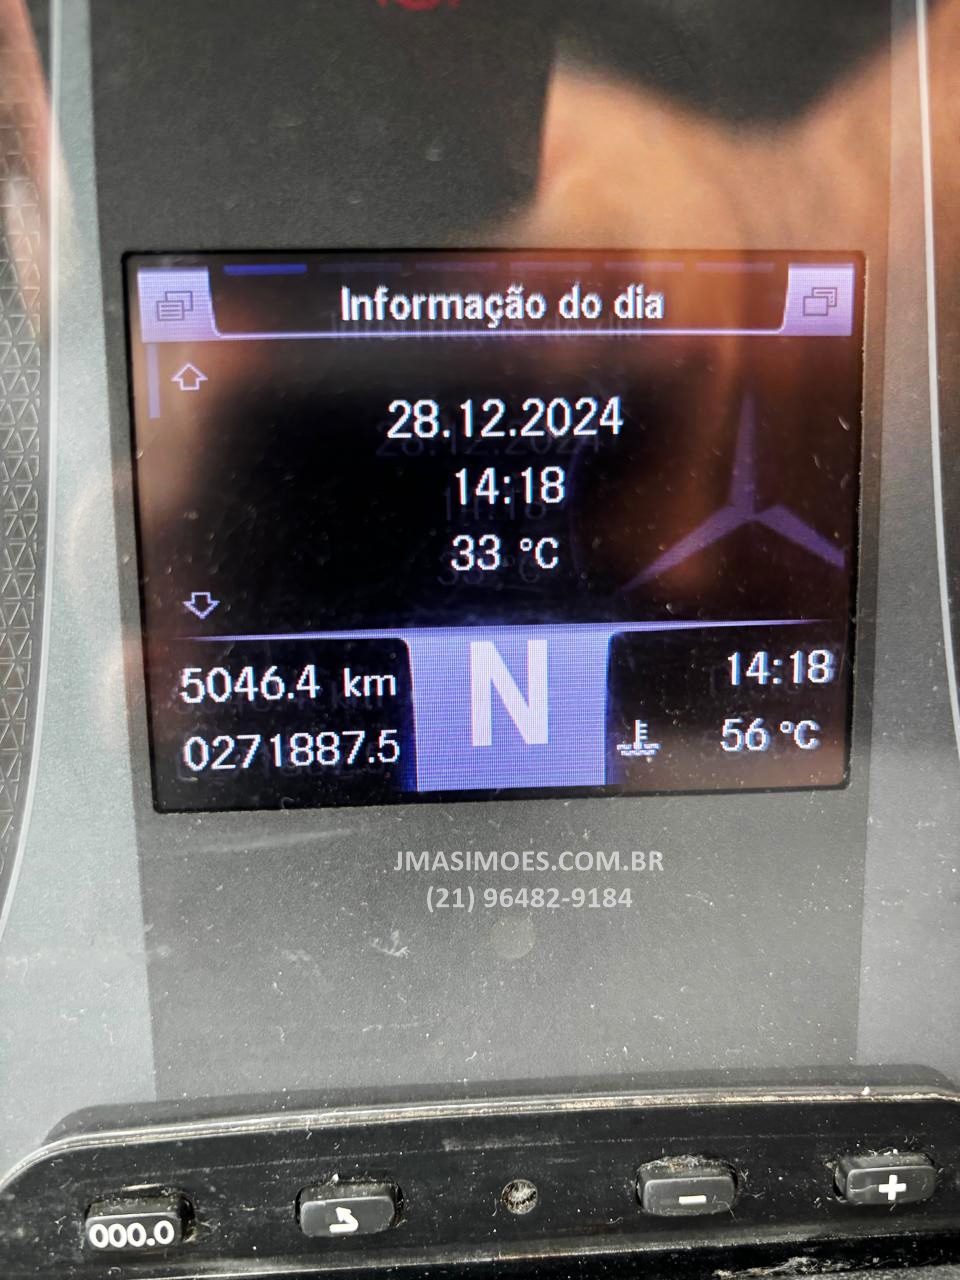 Informação do dia
28.12.2024
14:18
33 °C
5046.4 km
N
14:18
0271887.5
56 °C
JMASIMOES.COM.BR
(21) 96482-9184
000.0
- +